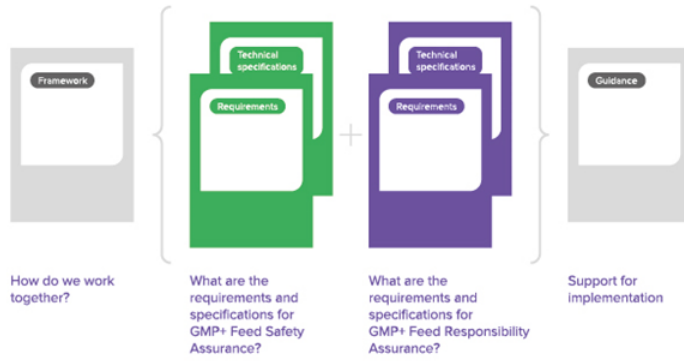 Framework
Technical
specifications
Requirements
+
Technical
specifications
Requirements
Guidance
How do we work
together?
What are the
requirements and
specifications for
GMP+ Feed Safety
Assurance?
What are the
requirements and
specifications for
GMP+ Feed Responsibility
Assurance?
Support for
implementation